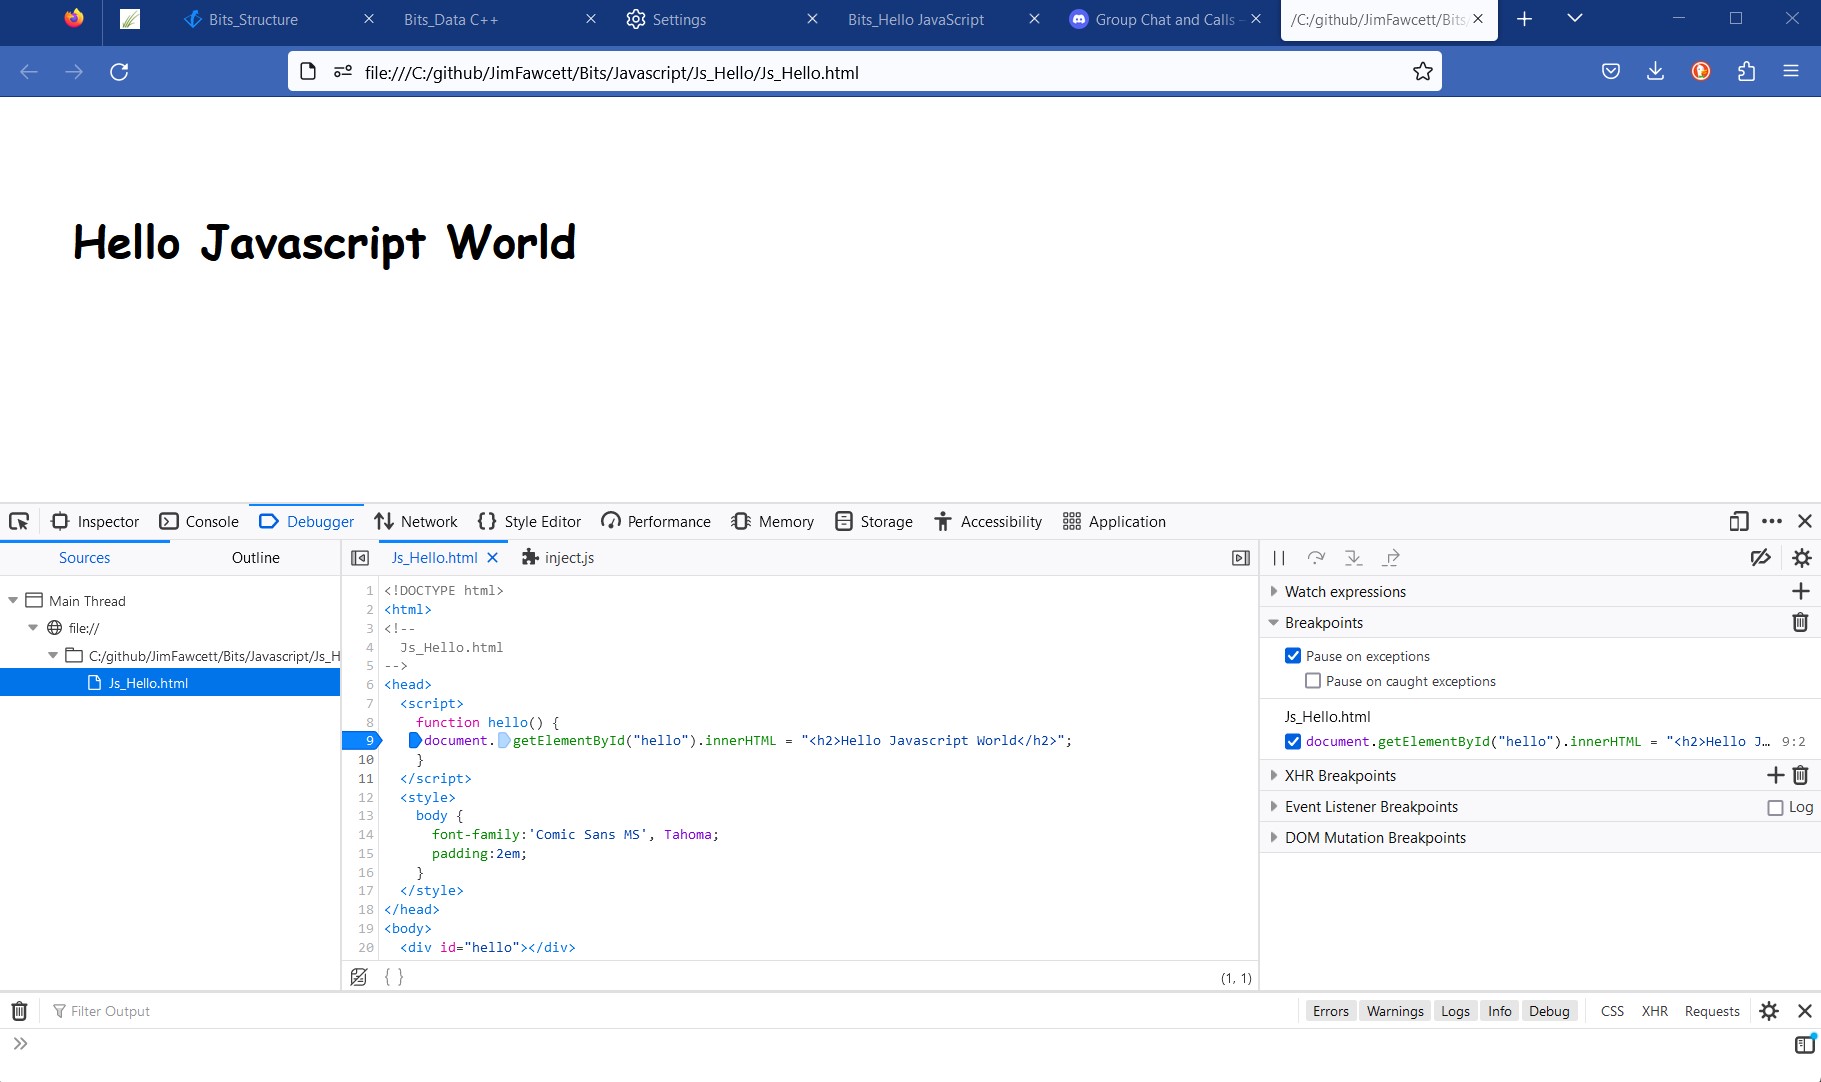 Bits_Structure
Bits_Data C++
Settings
Bits_Hello JavaScript
Group Chat and Calls -
/C:/github/JimFawcett/Bits/
file:///C:/github/JimFawcett/Bits/Javascript/Js_Hello/Js_Hello.html
Hello Javascript World
Inspector
Console
Debugger
Network
Style Editor
Performance
Memory
Storage
Accessibility
Application
Sources
Outline
Main Thread
file://
C:/github/JimFawcett/Bits/Javascript/Js_H
Js_Hello.html
Js_Hello.html
inject.js
1 <!DOCTYPE html>
2 <html>
3 <!--
4   Js_Hello.html
5 -->
6 <head>
7   <script>
8     function hello() {
9      document. getElementById("hello").innerHTML = "<h2>Hello Javascript World</h2>";
10     }
11   </script>
12   <style>
13     body {
14       font-family:'Comic Sans MS', Tahoma;
15       padding:2em;
16     }
17   </style>
18 </head>
19 <body>
20   <div id="hello"></div>
{ }
(1, 1)
Watch expressions
Breakpoints
Pause on exceptions
Pause on caught exceptions
Js_Hello.html
document.getElementById("hello").innerHTML = "<h2>Hello J… 9:2
XHR Breakpoints
Event Listener Breakpoints
Log
DOM Mutation Breakpoints
Filter Output
Errors
Warnings
Logs
Info
Debug
CSS
XHR
Requests